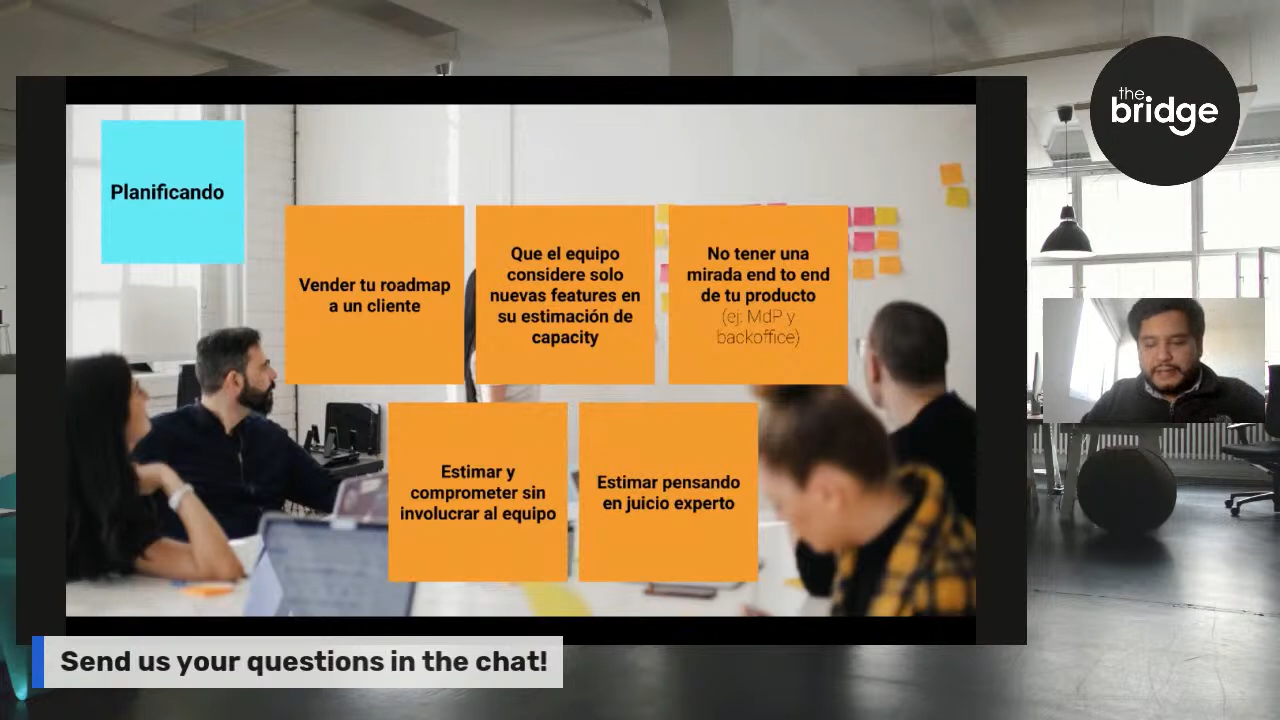 the
bridge
Planificando
Vender tu roadmap
a un cliente
Que el equipo
considere solo
nuevas features en
su estimación de
capacity
No tener una
mirada end to end
de tu producto
(ej: MdP y
backoffice)
Estimar y
comprometer sin
involucrar al equipo
Estimar pensando
en juicio experto
Send us your questions in the chat!